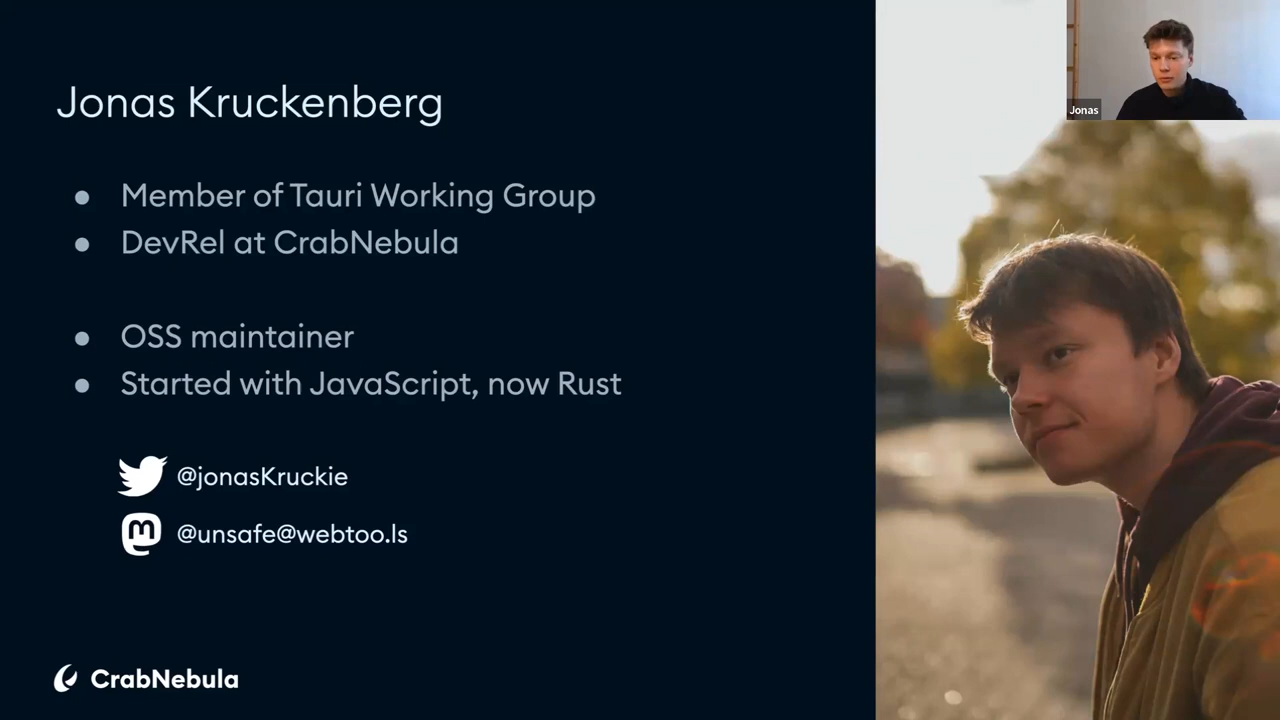 Jonas Kruckenberg
● Member of Tauri Working Group
● DevRel at CrabNebula
● OSS maintainer
● Started with JavaScript, now Rust
@jonasKruckie
@unsafe@webtoo.ls
CrabNebula
Jonas